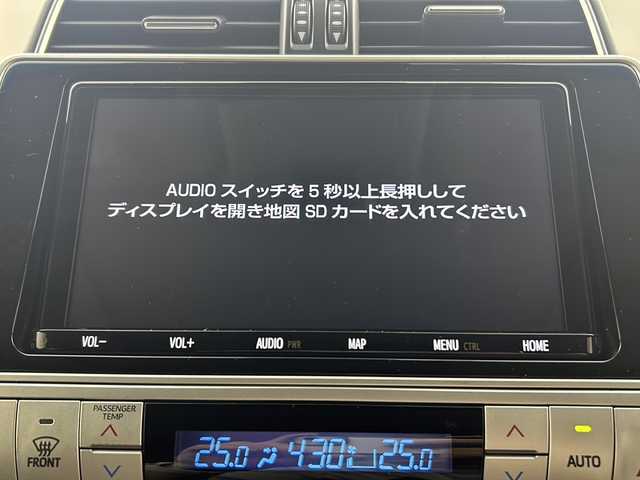 AUDIO スイッチを 5 秒以上長押しして
ディスプレイを開き地図 SD カードを入れてください
VOL− VOL+ AUDIO PWR MAP MENU CTRL HOME
PASSENGER
TEMP
FRONT
25.0 430 25.0
AUTO